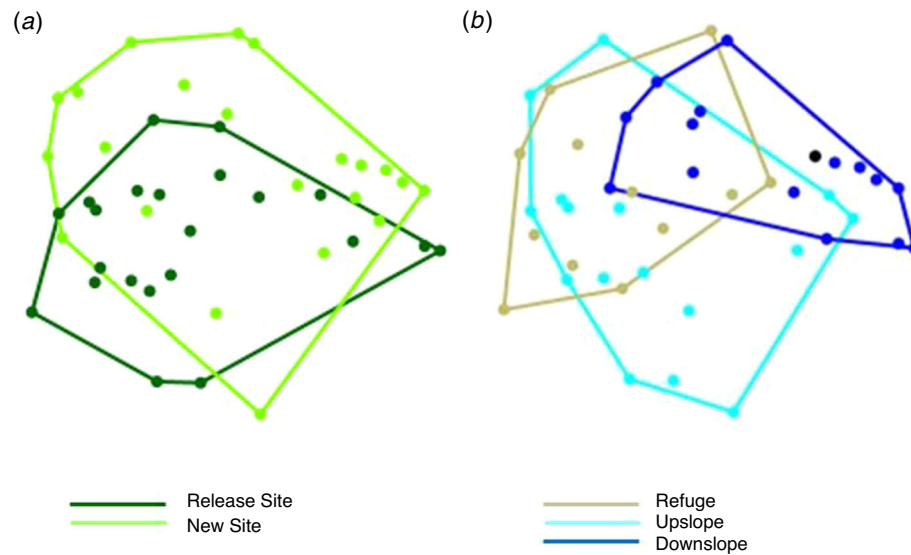 (a)
(b)
Release Site
New Site
Refuge
Upslope
Downslope